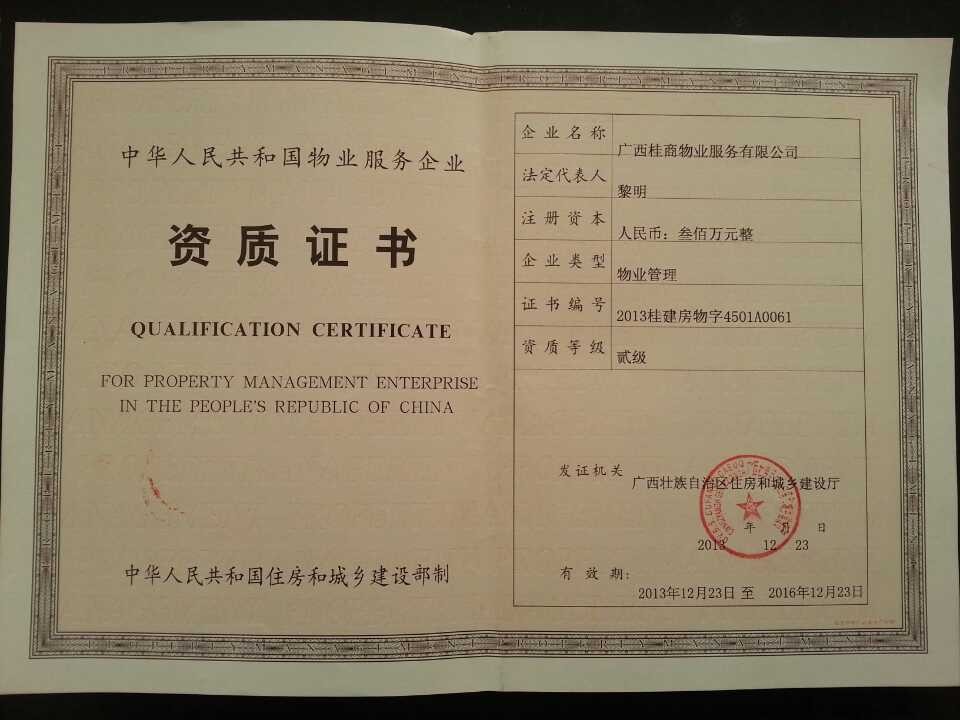 中华人民共和国物业服务企业
资质证书
QUALIFICATION CERTIFICATE
FOR PROPERTY MANAGEMENT ENTERPRISE
IN THE PEOPLE'S REPUBLIC OF CHINA
中华人民共和国住房和城乡建设部制
企业名称 广西桂商物业服务有限公司
法定代表人 黎明
注册资本 人民币：叁佰万元整
企业类型 物业管理
证书编号 2013桂建房物字4501A0061
资质等级 贰级
发证机关 广西壮族自治区住房和城乡建设厅
年 月 日
2013 12 23
有效期：
2013年12月23日 至 2016年12月23日